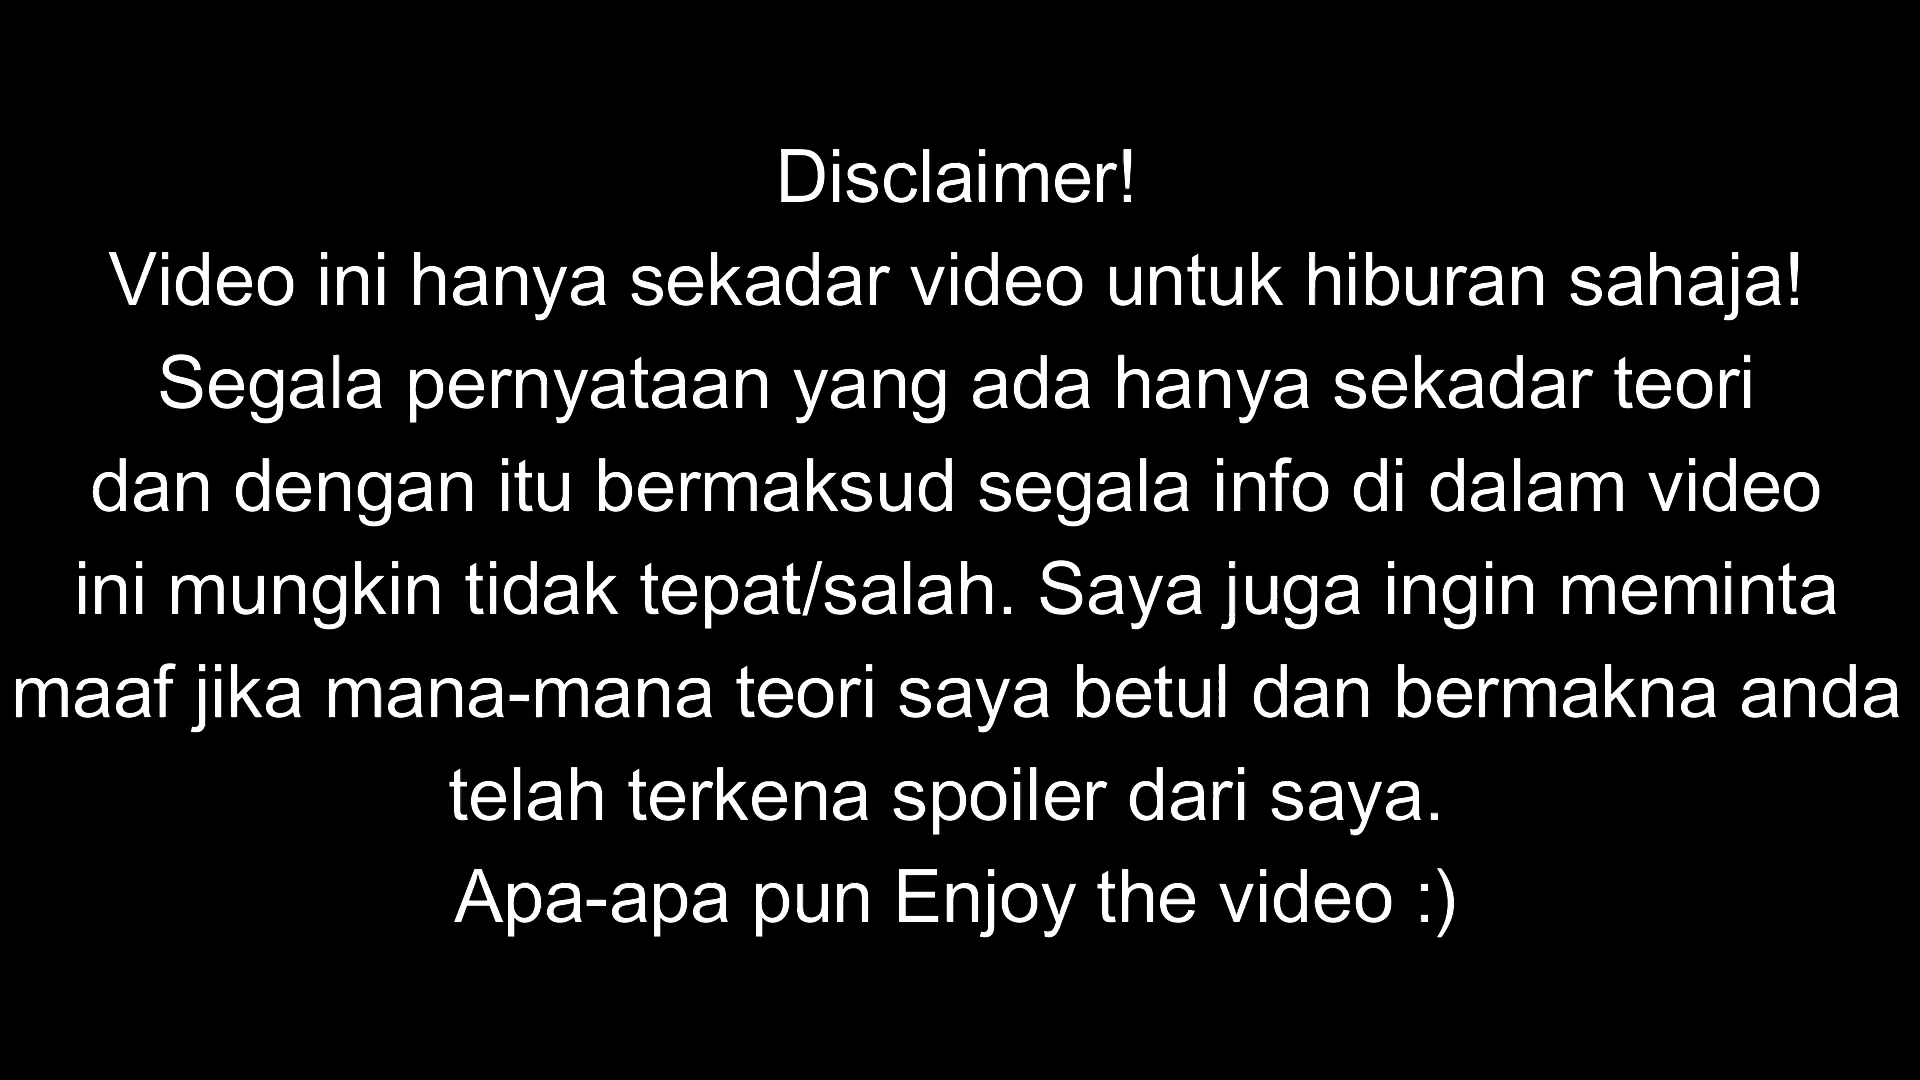 Disclaimer!
Video ini hanya sekadar video untuk hiburan sahaja!
Segala pernyataan yang ada hanya sekadar teori
dan dengan itu bermaksud segala info di dalam video
ini mungkin tidak tepat/salah. Saya juga ingin meminta
maaf jika mana-mana teori saya betul dan bermakna anda
telah terkena spoiler dari saya.
Apa-apa pun Enjoy the video :)